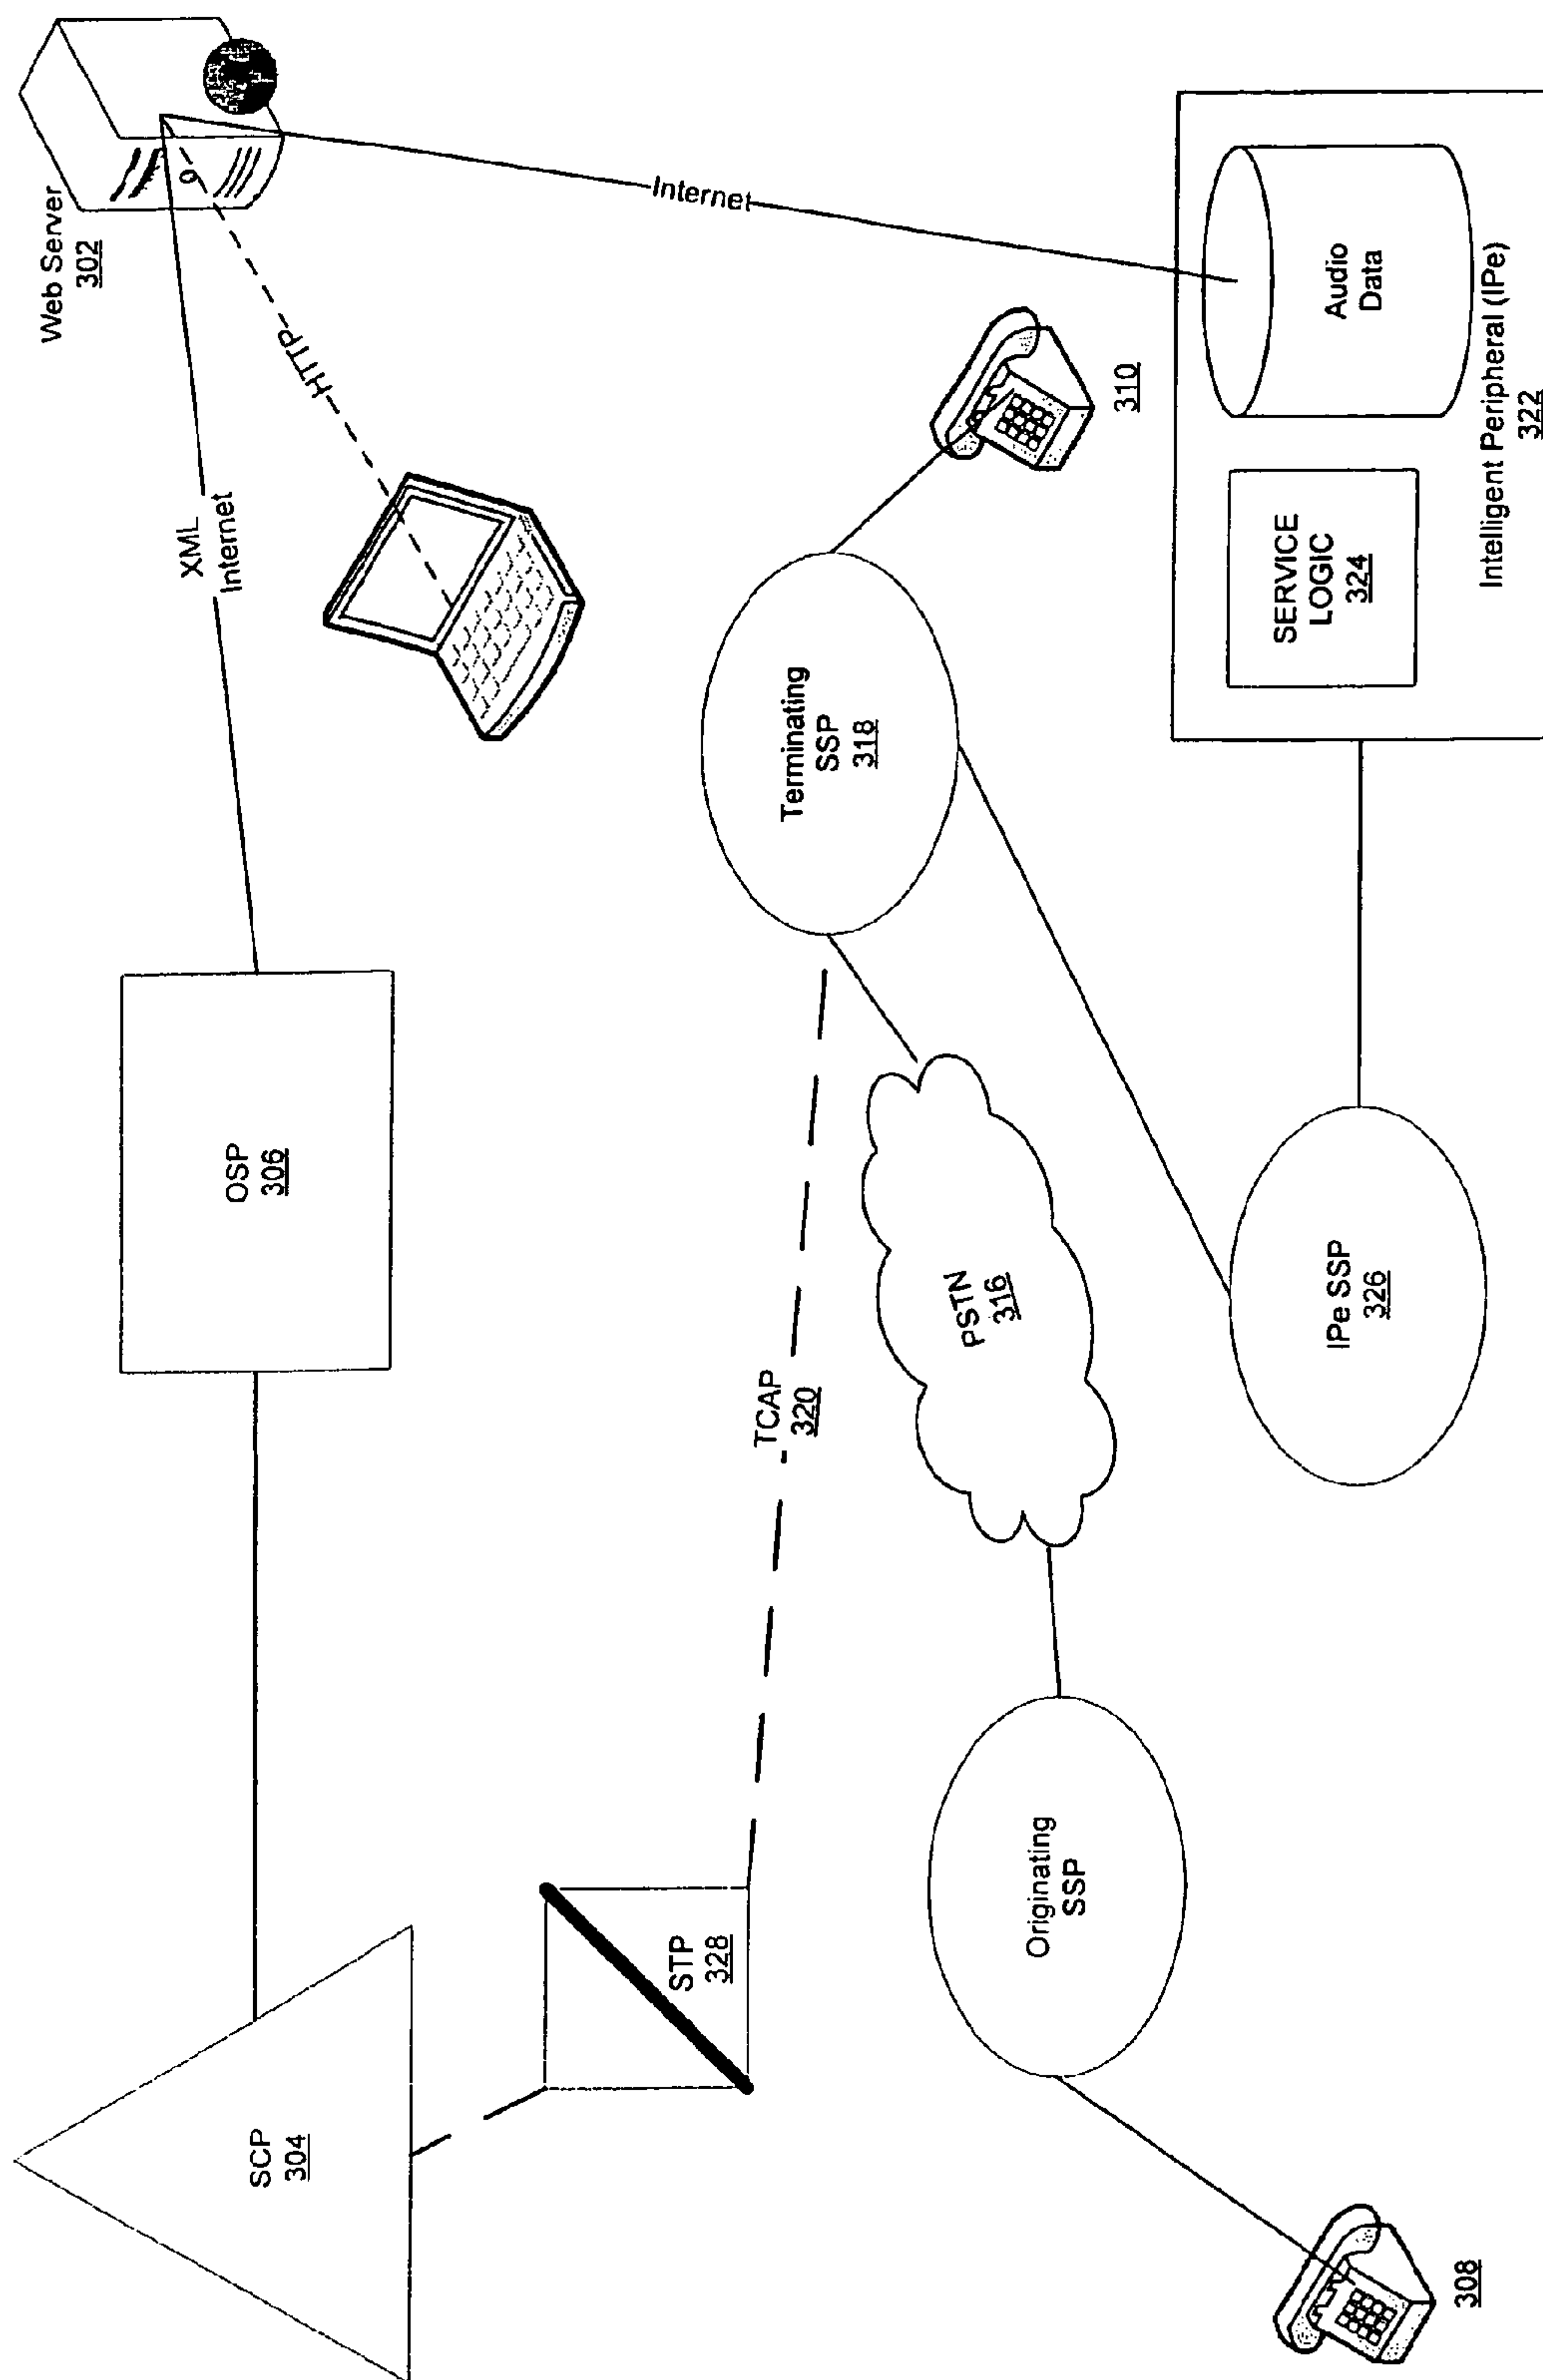 SCP
304
OSP
306
XML
Internet
Web Server
302
HTTP
Internet
STP
328
TCAP
320
Terminating
SSP
318
310
PSTN
316
Originating
SSP
308
IPe SSP
326
SERVICE
LOGIC
324
Audio
Data
Intelligent Peripheral (IPe)
322